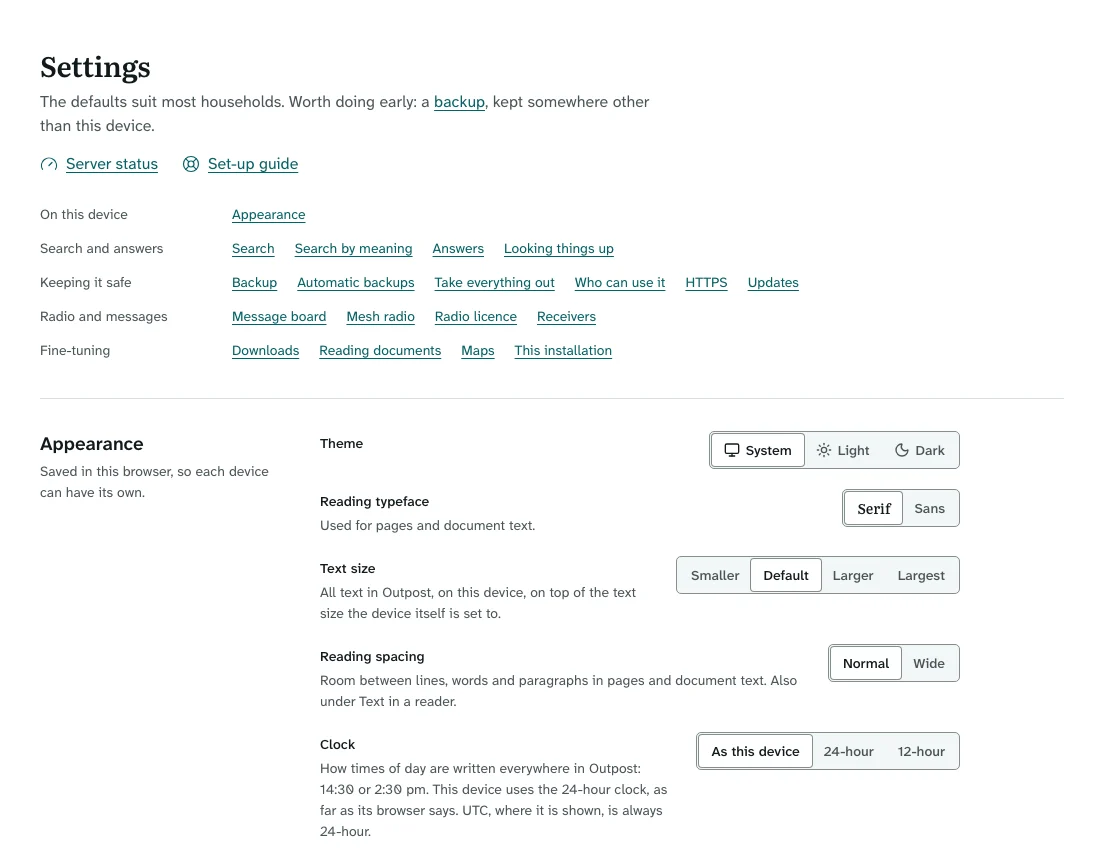 Settings
The defaults suit most households. Worth doing early: a backup, kept somewhere other
than this device.
Server status Set-up guide
On this device Appearance
Search and answers Search Search by meaning Answers Looking things up
Keeping it safe Backup Automatic backups Take everything out Who can use it HTTPS Updates
Radio and messages Message board Mesh radio Radio licence Receivers
Fine-tuning Downloads Reading documents Maps This installation
Appearance
Saved in this browser, so each device
can have its own.
Theme
System Light Dark
Reading typeface
Used for pages and document text.
Serif Sans
Text size
All text in Outpost, on this device, on top of the text
size the device itself is set to.
Smaller Default Larger Largest
Reading spacing
Room between lines, words and paragraphs in pages and document text. Also
under Text in a reader.
Normal Wide
Clock
How times of day are written everywhere in Outpost:
14:30 or 2:30 pm. This device uses the 24-hour clock, as
far as its browser says. UTC, where it is shown, is always
24-hour.
As this device 24-hour 12-hour